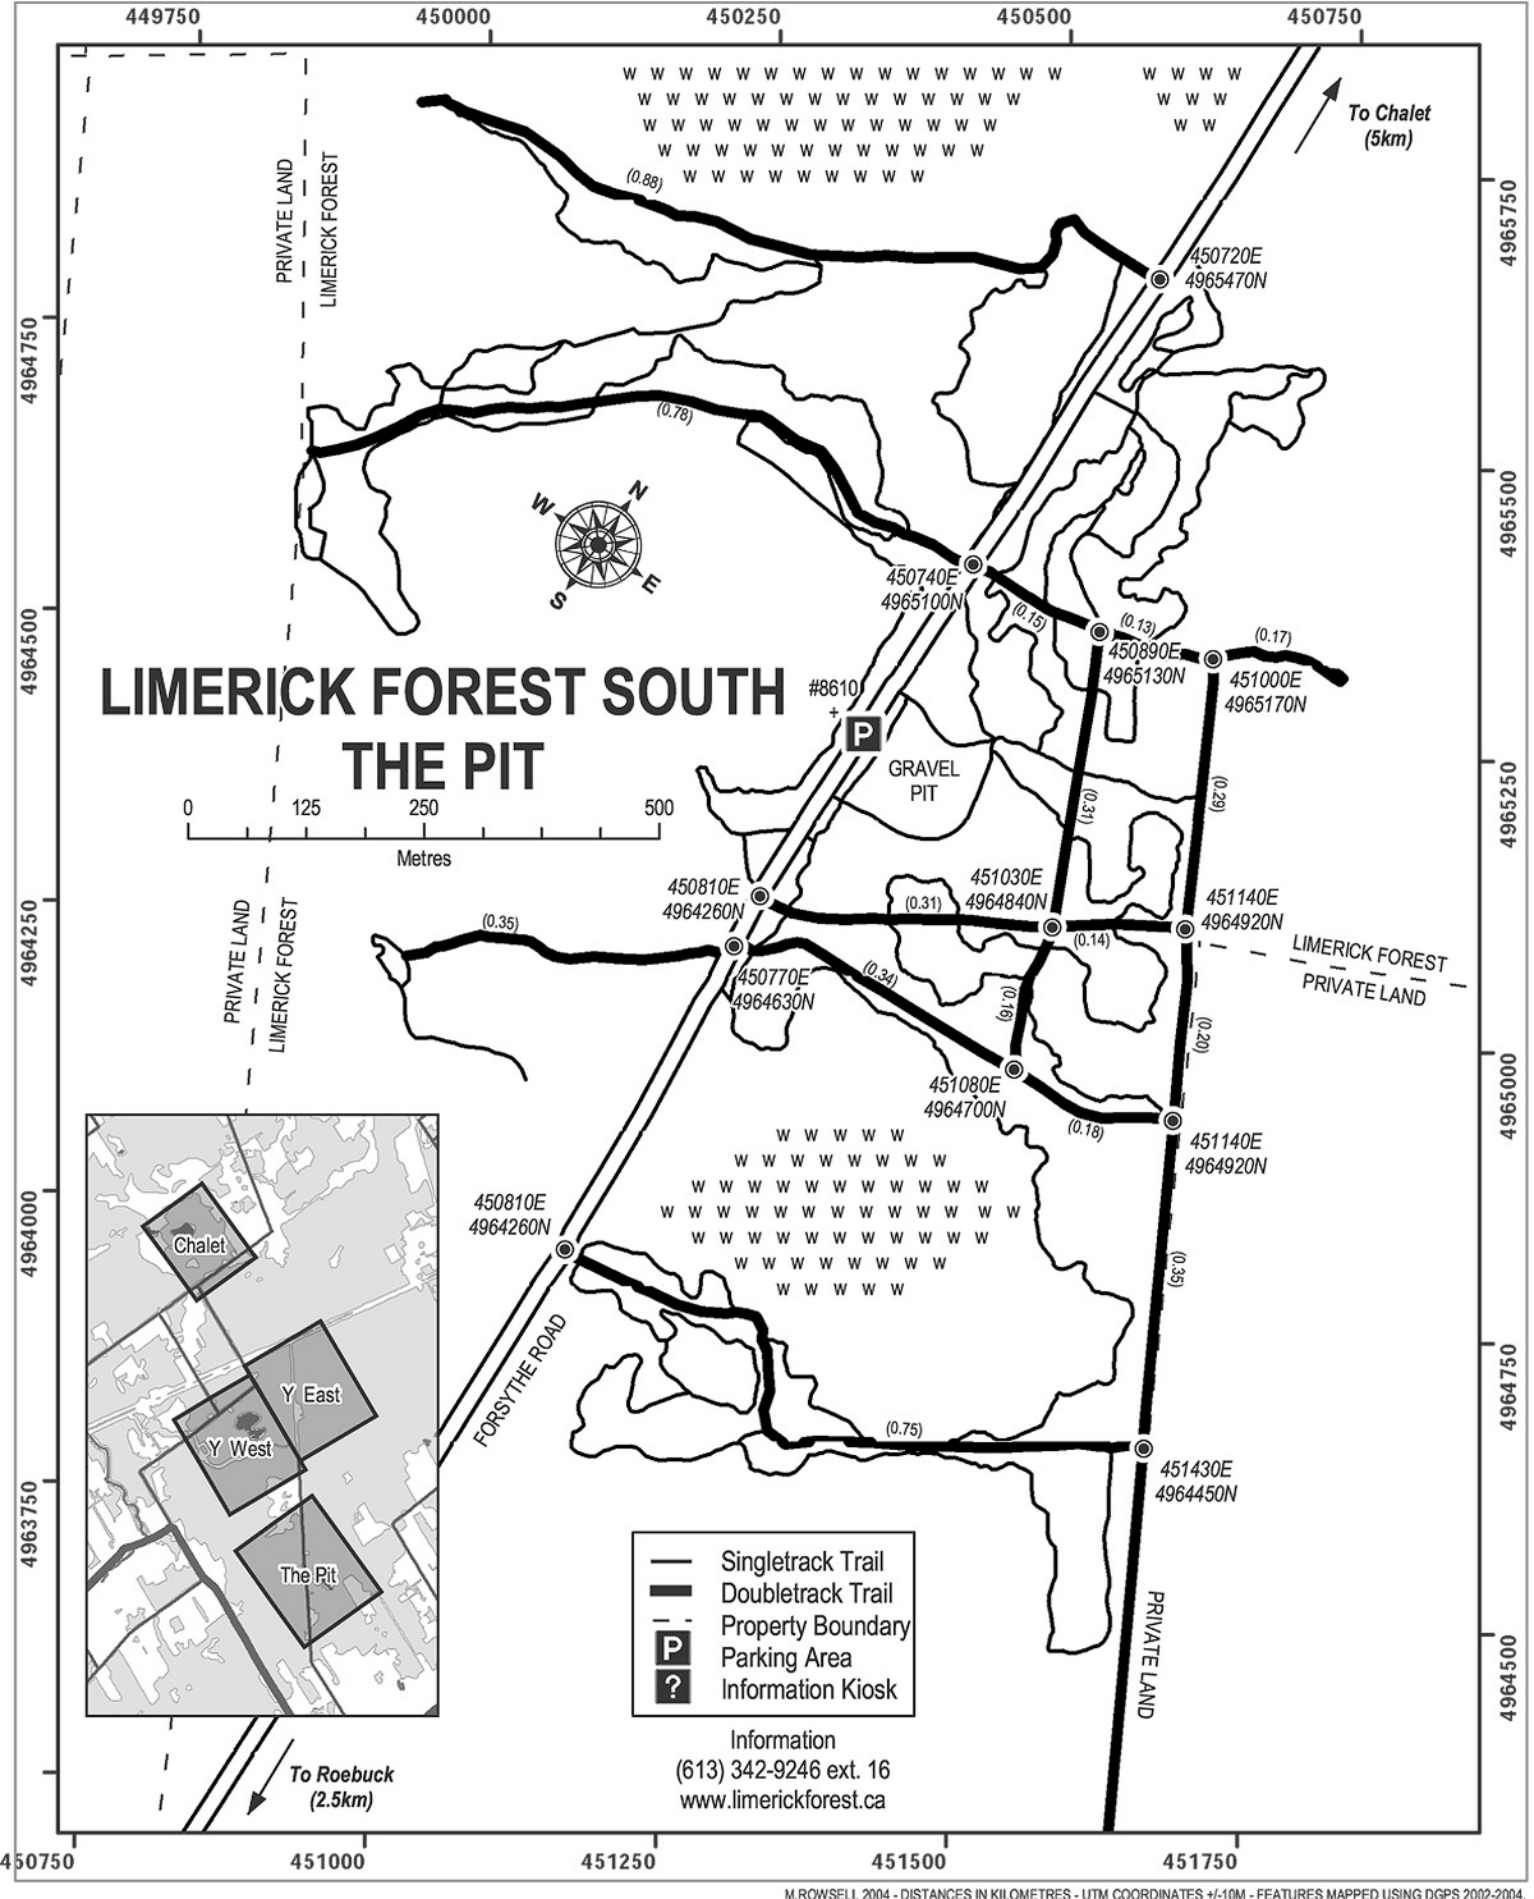 449750 450000 450250 450500 450750
W W W W W W W W W W W W W W W W W W W W
W W W W W W W W W W W W W W W W W
W W W W W W W W W W W W W W W
W W W W W W W W W W W W
W W W W W W W W W
To Chalet
(5km)
PRIVATE LAND
LIMERICK FOREST
(0.88)
4965750
450720E
4965470N
4964750
(0.78)
4965500
N
W
E
S
450740E
4965100N
(0.15)
(0.13)
(0.17)
450890E
4965130N
451000E
4965170N
4964500
LIMERICK FOREST SOUTH
THE PIT
#8610
+
P
GRAVEL
PIT
0 125 250 500
Metres
(0.31)
(0.29)
4965250
450810E
4964260N
451030E
4964840N
451140E
4964920N
(0.31)
(0.14)
(0.35)
4964250
PRIVATE LAND
LIMERICK FOREST
LIMERICK FOREST
PRIVATE LAND
450770E
4964630N
(0.34)
(0.16)
(0.20)
4965000
451080E
4964700N
(0.18)
451140E
4964920N
W W W W W
W W W W W W W W
W W W W W W W W W W W
W W W W W W W W W W W W W
W W W W W W W W W W W
W W W W W W W W
W W W W W
450810E
4964260N
4964000
Chalet
Y East
Y West
The Pit
(0.35)
FORSYTHE ROAD
4964750
(0.75)
451430E
4964450N
4963750
Singletrack Trail
Doubletrack Trail
Property Boundary
P Parking Area
? Information Kiosk
PRIVATE LAND
4964500
Information
(613) 342-9246 ext. 16
www.limerickforest.ca
To Roebuck
(2.5km)
450750 451000 451250 451500 451750
M.ROWSELL 2004 - DISTANCES IN KILOMETRES - UTM COORDINATES +/-10M - FEATURES MAPPED USING DGPS 2002-2004